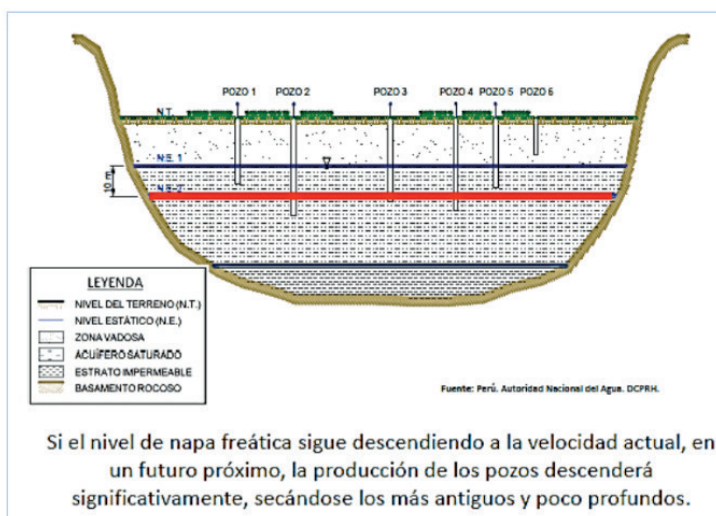 POZO 1 POZO 2 POZO 3 POZO 4 POZO 5 POZO 6
N.T.
N.E. 1
10 m
N.E. 2
LEYENDA
NIVEL DEL TERRENO (N.T.)
NIVEL ESTÁTICO (N.E.)
ZONA VADOSA
ACUÍFERO SATURADO
ESTRATO IMPERMEABLE
BASAMENTO ROCOSO
Fuente: Perú. Autoridad Nacional del Agua. DCPRH.
Si el nivel de napa freática sigue descendiendo a la velocidad actual, en
un futuro próximo, la producción de los pozos descenderá
significativamente, secándose los más antiguos y poco profundos.